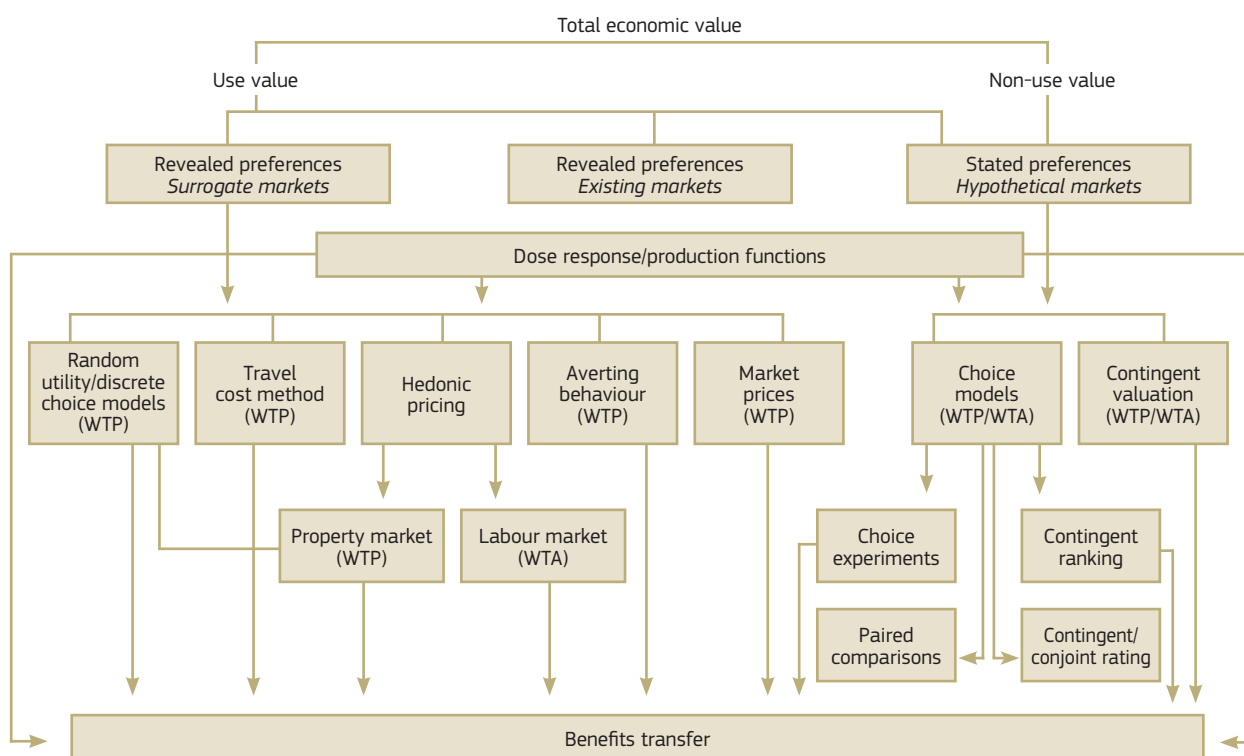 Total economic value
Use value
Non-use value
Revealed preferences
Surrogate markets
Revealed preferences
Existing markets
Stated preferences
Hypothetical markets
Dose response/production functions
Random
utility/discrete
choice models
(WTP)
Travel
cost method
(WTP)
Hedonic
pricing
Averting
behaviour
(WTP)
Market
prices
(WTP)
Choice
models
(WTP/WTA)
Contingent
valuation
(WTP/WTA)
Property market
(WTP)
Labour market
(WTA)
Choice
experiments
Contingent
ranking
Paired
comparisons
Contingent/
conjoint rating
Benefits transfer